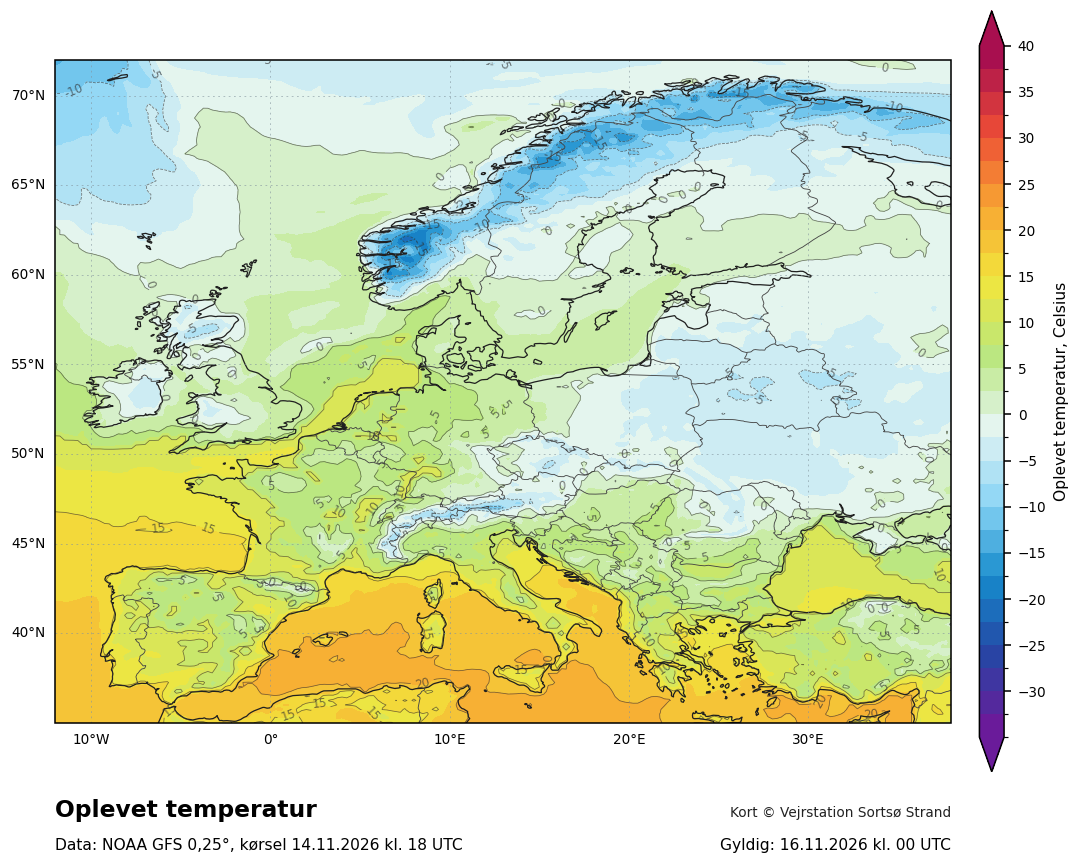 70°N
65°N
60°N
55°N
50°N
45°N
40°N
10°W
0°
10°E
20°E
30°E
40
35
30
25
20
15
10
5
0
−5
−10
−15
−20
−25
−30
Oplevet temperatur, Celsius
Oplevet temperatur
Kort © Vejrstation Sortsø Strand
Data: NOAA GFS 0,25°, kørsel 14.11.2026 kl. 18 UTC
Gyldig: 16.11.2026 kl. 00 UTC